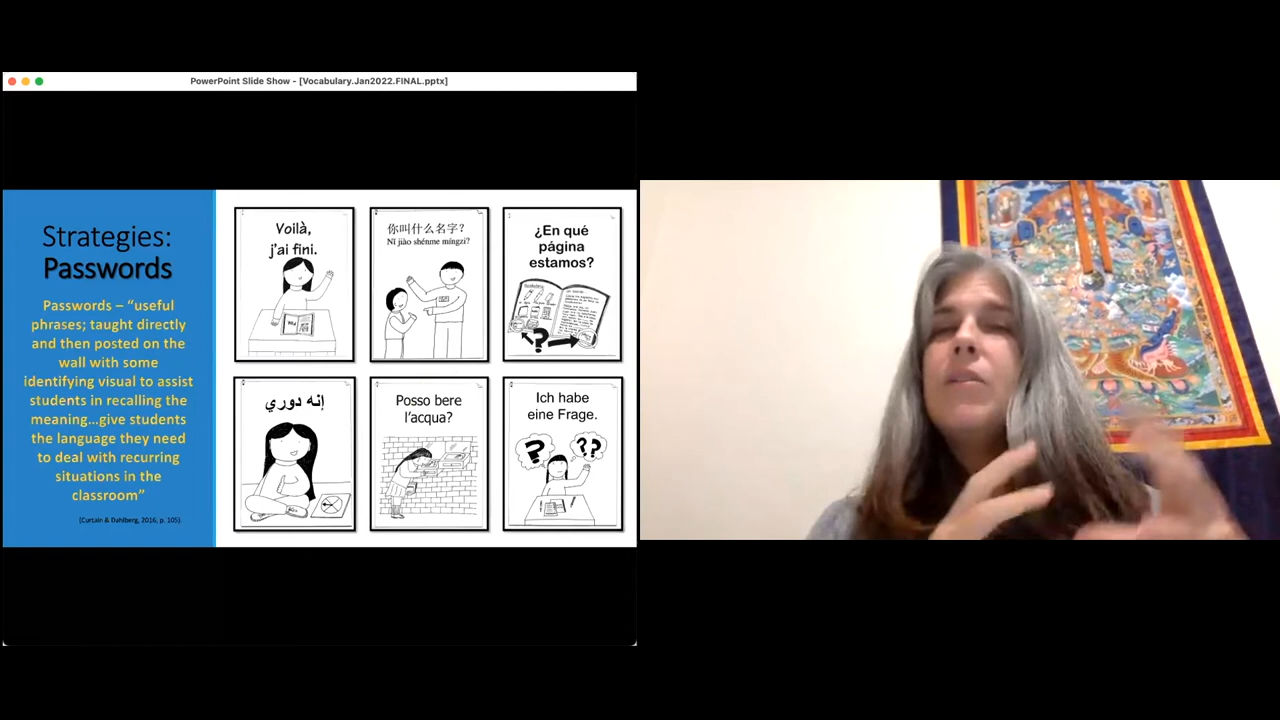 PowerPoint Slide Show - [Vocabulary.Jan2022.FINAL.pptx]
Strategies:
Passwords
Passwords – “useful
phrases; taught directly
and then posted on the
wall with some
identifying visual to assist
students in recalling the
meaning...give students
the language they need
to deal with recurring
situations in the
classroom”
(Curtain & Dahlberg, 2016, p. 105).
Voilà,
j’ai fini.
你叫什么名字？
Nǐ jiào shénme míngzi?
¿En qué
página
estamos?
إنه دوري
Posso bere
l’acqua?
Ich habe
eine Frage.